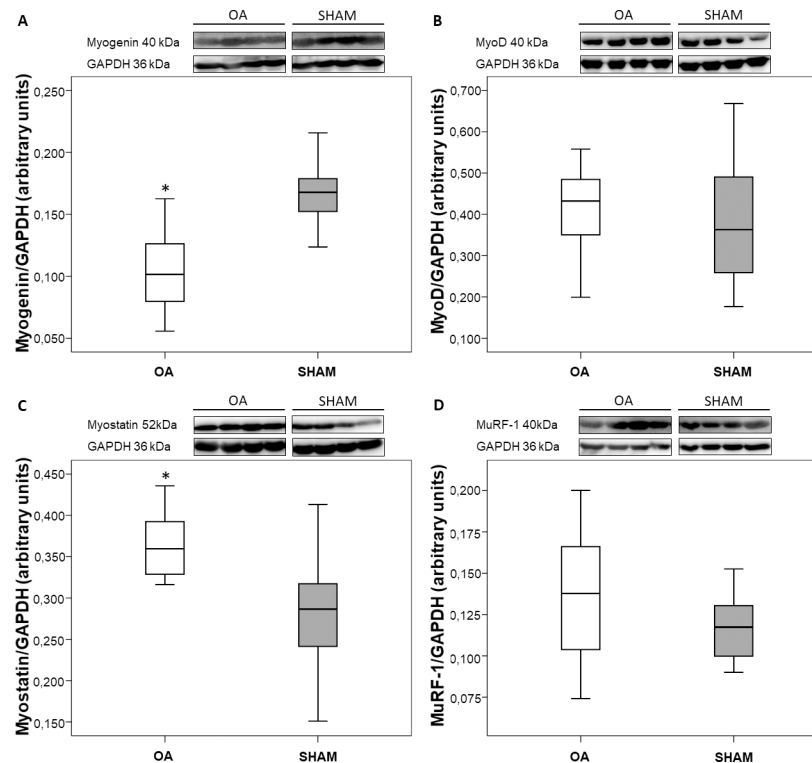 A
OA SHAM
Myogenin 40 kDa
GAPDH 36 kDa
Myogenin/GAPDH (arbitrary units)
0,250
0,200
0,150
0,100
0,050
*
OA SHAM
B
OA SHAM
MyoD 40 kDa
GAPDH 36 kDa
MyoD/GAPDH (arbitrary units)
0,700
0,600
0,500
0,400
0,300
0,200
0,100
OA SHAM
C
OA SHAM
Myostatin 52kDa
GAPDH 36 kDa
Myostatin/GAPDH (arbitrary units)
0,450
0,400
0,350
0,300
0,250
0,200
0,150
*
OA SHAM
D
OA SHAM
MuRF-1 40kDa
GAPDH 36 kDa
MuRF-1/GAPDH (arbitrary units)
0,200
0,175
0,150
0,125
0,100
0,075
OA SHAM